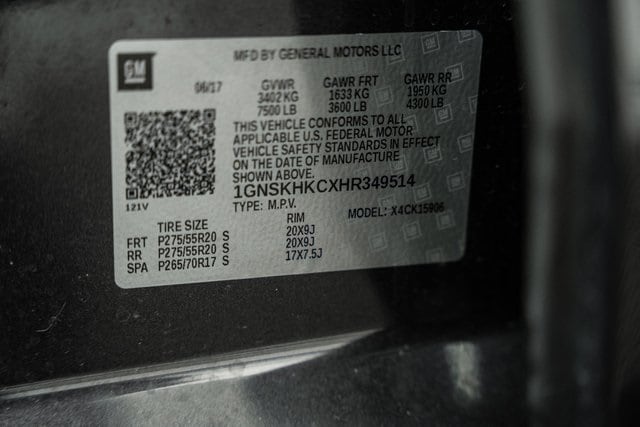 MFD BY GENERAL MOTORS LLC
GM
06/17 GVWR GAWR FRT GAWR RR
3402 KG 1633 KG 1950 KG
7500 LB 3600 LB 4300 LB
THIS VEHICLE CONFORMS TO ALL
APPLICABLE U.S. FEDERAL MOTOR
VEHICLE SAFETY STANDARDS IN EFFECT
ON THE DATE OF MANUFACTURE
SHOWN ABOVE.
1GNSKHKCXHR349514
121V
TYPE: M.P.V. MODEL: X4CK15906
TIRE SIZE RIM
FRT P275/55R20 S 20X9J
RR P275/55R20 S 20X9J
SPA P265/70R17 S 17X7.5J